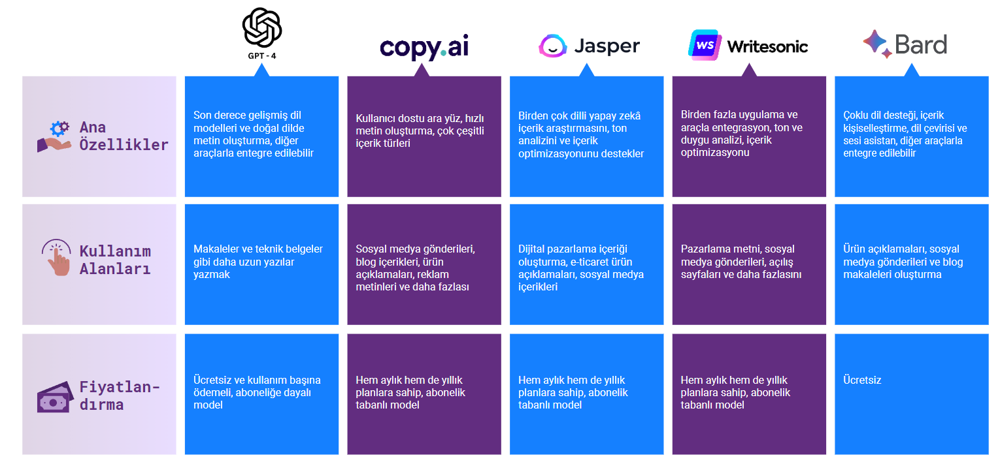 GPT - 4
copy.ai
Jasper
ws
Writesonic
Bard
Ana
Özellikler
Son derece gelişmiş dil
modelleri ve doğal dilde
metin oluşturma, diğer
araçlarla entegre edilebilir
Kullanıcı dostu ara yüz, hızlı
metin oluşturma, çok çeşitli
içerik türleri
Birden çok dilli yapay zekâ
içerik araştırmasını, ton
analizini ve içerik
optimizasyonunu destekler
Birden fazla uygulama ve
araçla entegrasyon, ton ve
duygu analizi, içerik
optimizasyonu
Çoklu dil desteği, içerik
kişiselleştirme, dil çevirisi ve
sesi asistan, diğer araçlarla
entegre edilebilir
Kullanım
Alanları
Makaleler ve teknik belgeler
gibi daha uzun yazılar
yazmak
Sosyal medya gönderileri,
blog içerikleri, ürün
açıklamaları, reklam
metinleri ve daha fazlası
Dijital pazarlama içeriği
oluşturma, e-ticaret ürün
açıklamaları, sosyal medya
içerikleri
Pazarlama metni, sosyal
medya gönderileri, açılış
sayfaları ve daha fazlasını
Ürün açıklamaları, sosyal
medya gönderileri ve blog
makaleleri oluşturma
Fiyatlan-
dırma
Ücretsiz ve kullanım başına
ödemeli, aboneliğe dayalı
model
Hem aylık hem de yıllık
planlara sahip, abonelik
tabanlı model
Hem aylık hem de yıllık
planlara sahip, abonelik
tabanlı model
Hem aylık hem de yıllık
planlara sahip, abonelik
tabanlı model
Ücretsiz